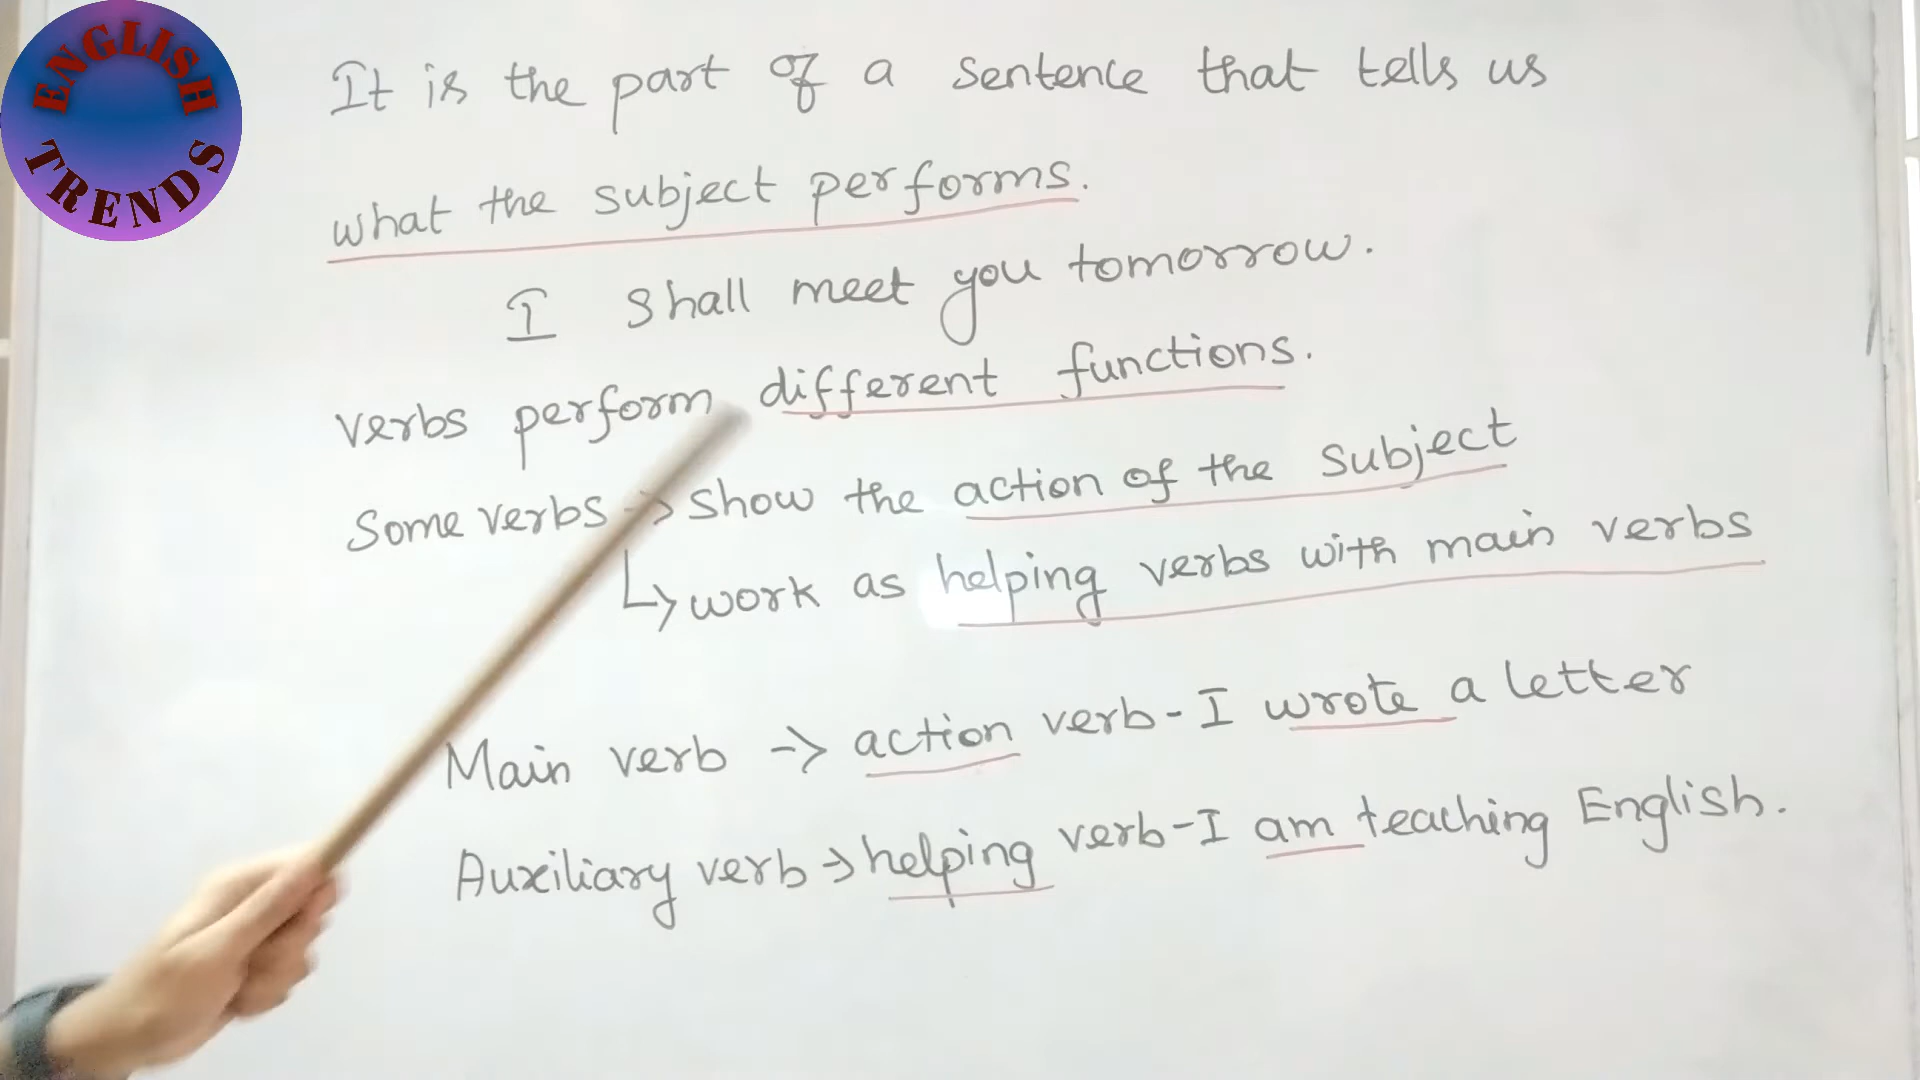 ENGLISH
TRENDS
It is the part of a sentence that tells us
what the subject performs.
I shall meet you tomorrow.
verbs perform different functions.
Some verbs -> show the action of the subject
↳ work as helping verbs with main verbs
Main verb -> action verb - I wrote a letter
Auxiliary verb -> helping verb - I am teaching English.